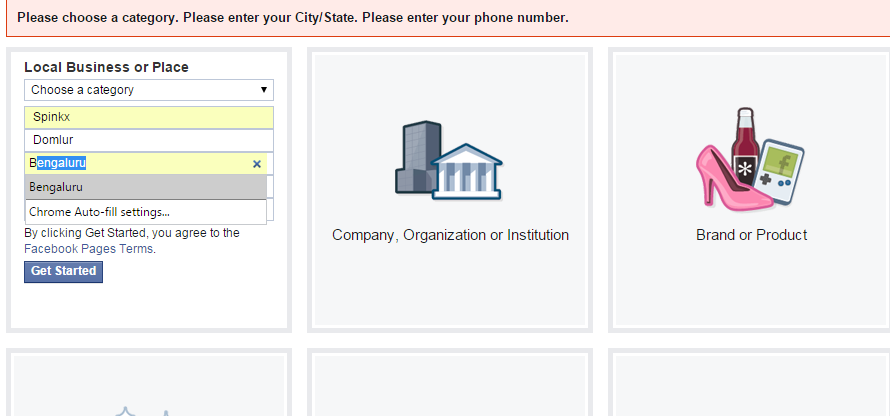 Please choose a category. Please enter your City/State. Please enter your phone number.
Local Business or Place
Choose a category
Spinkx
Domlur
Bengaluru
Bengaluru
Chrome Auto-fill settings...
By clicking Get Started, you agree to the
Facebook Pages Terms.
Get Started
Company, Organization or Institution
Brand or Product